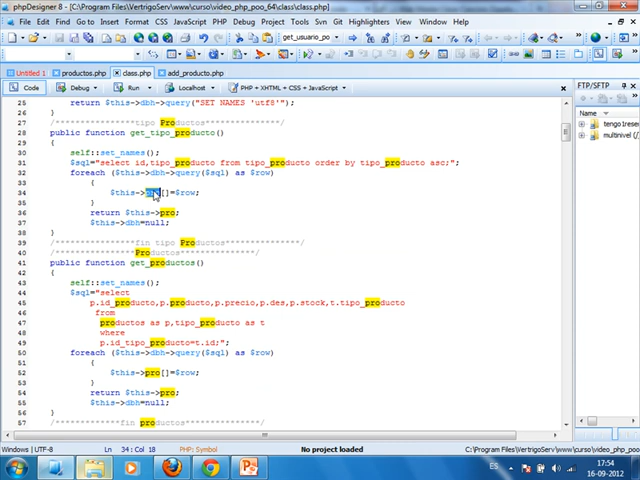 phpDesigner 8 - [C:\Program Files\VertrigoServ\www\curso\video_php_poo_64\class\class.php]
File Edit Insert Format Search Go to View Project CSS JavaScript PHP Debug Tools SVN Git Highlighters View Window Help
get_usuario_po
Untitled 1 productos.php class.php add_producto.php
Code Debug Run Localhost PHP + XHTML + CSS + JavaScript
FTP/SFTP
Name
tengo1rese
multinivel
25 return $this->dbh->query("SET NAMES 'utf8'");
26 }
27 /*****************tipo Productos******************/
28 public function get_tipo_producto()
29 {
30 self::set_names();
31 $sql="select id,tipo_producto from tipo_producto order by tipo_producto asc;";
32 foreach ($this->dbh->query($sql) as $row)
33 {
34 []=$row;
35 }
36 return $this->pro;
37 $this->dbh=null;
38 }
39 /*****************fin tipo Productos******************/
40 /*****************Productos******************/
41 public function get_productos()
42 {
43 self::set_names();
44 $sql="select
45 p.id_producto,p.producto,p.precio,p.des,p.stock,t.tipo_producto
46 from
47 productos as p,tipo_producto as t
48 where
49 p.id_tipo_producto=t.id;";
50 foreach ($this->dbh->query($sql) as $row)
51 {
52 $this->pro[]=$row;
53 }
54 return $this->pro;
55 $this->dbh=null;
56 }
57 /*****************fin productos******************/
Windows - UTF-8 Ln 34 : Col 18 PHP: Symbol No project loaded C:\Program Files\VertrigoServ\www\curso\vide
ES 17:54
16-09-2012